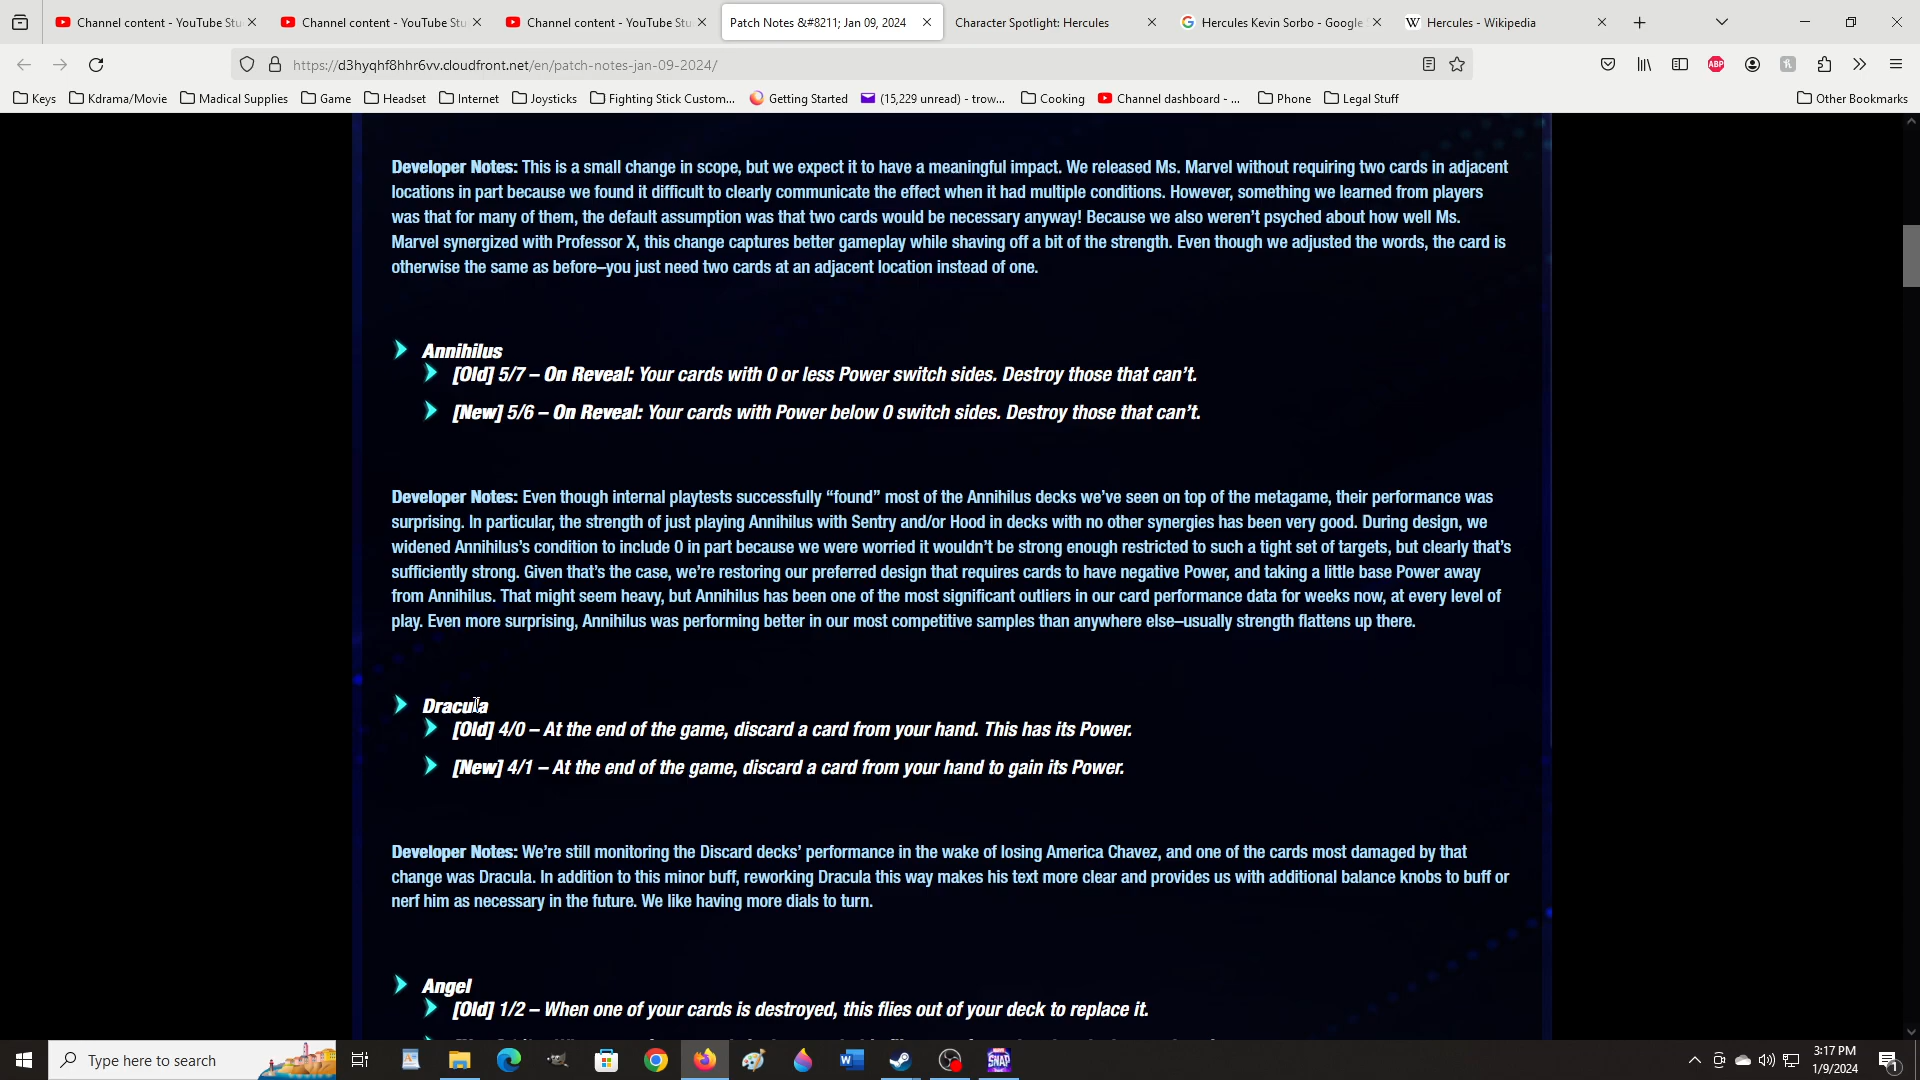 Channel content - YouTube Stu
Channel content - YouTube Stu
Channel content - YouTube Stu
Patch Notes &#8211; Jan 09, 2024
Character Spotlight: Hercules
Hercules Kevin Sorbo - Google
Hercules - Wikipedia
https://d3hyqhf8hhr6vv.cloudfront.net/en/patch-notes-jan-09-2024/
ABP
Keys
Kdrama/Movie
Madical Supplies
Game
Headset
Internet
Joysticks
Fighting Stick Custom...
Getting Started
(15,229 unread) - trow...
Cooking
Channel dashboard - ...
Phone
Legal Stuff
Other Bookmarks
Developer Notes: This is a small change in scope, but we expect it to have a meaningful impact. We released Ms. Marvel without requiring two cards in adjacent
locations in part because we found it difficult to clearly communicate the effect when it had multiple conditions. However, something we learned from players
was that for many of them, the default assumption was that two cards would be necessary anyway! Because we also weren't psyched about how well Ms.
Marvel synergized with Professor X, this change captures better gameplay while shaving off a bit of the strength. Even though we adjusted the words, the card is
otherwise the same as before–you just need two cards at an adjacent location instead of one.
Annihilus
[Old] 5/7 – On Reveal: Your cards with 0 or less Power switch sides. Destroy those that can't.
[New] 5/6 – On Reveal: Your cards with Power below 0 switch sides. Destroy those that can't.
Developer Notes: Even though internal playtests successfully “found” most of the Annihilus decks we've seen on top of the metagame, their performance was
surprising. In particular, the strength of just playing Annihilus with Sentry and/or Hood in decks with no other synergies has been very good. During design, we
widened Annihilus's condition to include 0 in part because we were worried it wouldn't be strong enough restricted to such a tight set of targets, but clearly that's
sufficiently strong. Given that's the case, we're restoring our preferred design that requires cards to have negative Power, and taking a little base Power away
from Annihilus. That might seem heavy, but Annihilus has been one of the most significant outliers in our card performance data for weeks now, at every level of
play. Even more surprising, Annihilus was performing better in our most competitive samples than anywhere else–usually strength flattens up there.
Dracula
[Old] 4/0 – At the end of the game, discard a card from your hand. This has its Power.
[New] 4/1 – At the end of the game, discard a card from your hand to gain its Power.
Developer Notes: We're still monitoring the Discard decks' performance in the wake of losing America Chavez, and one of the cards most damaged by that
change was Dracula. In addition to this minor buff, reworking Dracula this way makes his text more clear and provides us with additional balance knobs to buff or
nerf him as necessary in the future. We like having more dials to turn.
Angel
[Old] 1/2 – When one of your cards is destroyed, this flies out of your deck to replace it.
Type here to search
SNAP
3:17 PM
1/9/2024
1